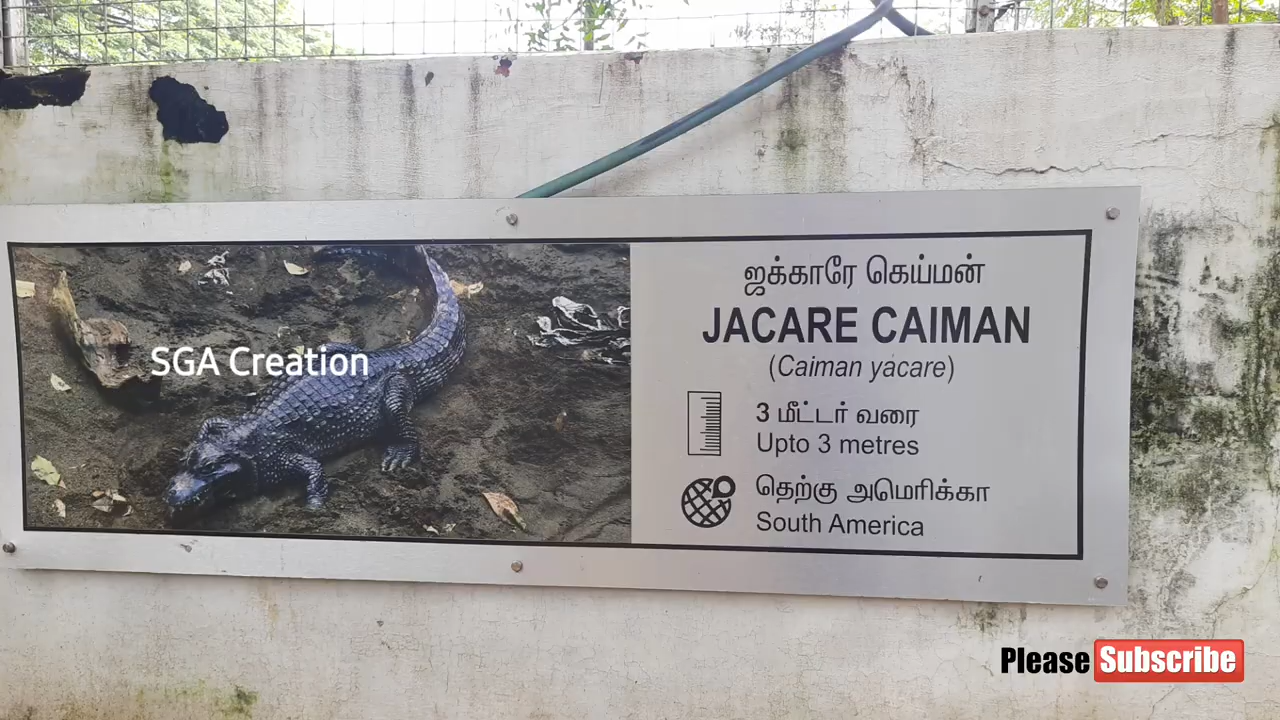 ஜக்காரே கெய்மன்
JACARE CAIMAN
(Caiman yacare)
3 மீட்டர் வரை
Upto 3 metres
தெற்கு அமெரிக்கா
South America
SGA Creation
Please Subscribe